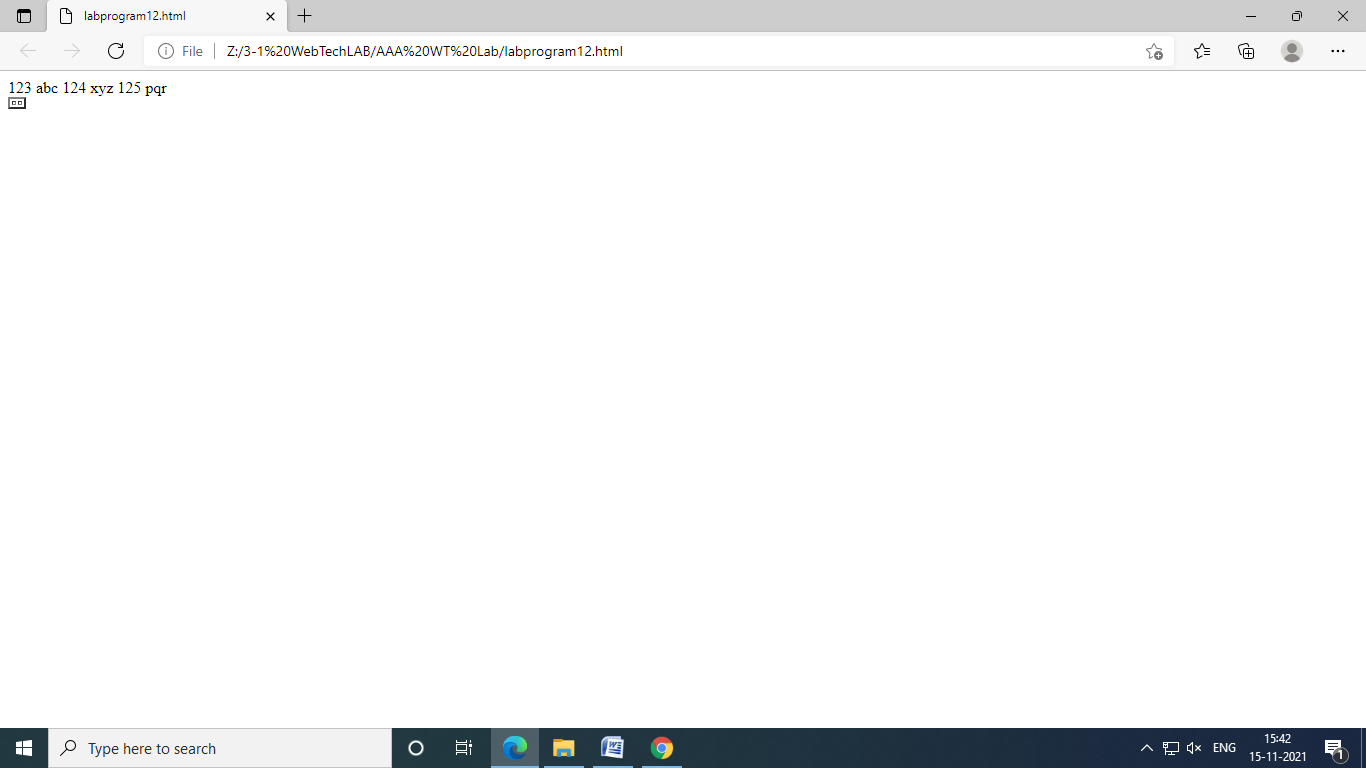 labprogram12.html
File
Z:/3-1%20WebTechLAB/AAA%20WT%20Lab/labprogram12.html
123 abc 124 xyz 125 pqr
Type here to search
ENG
15:42
15-11-2021
1